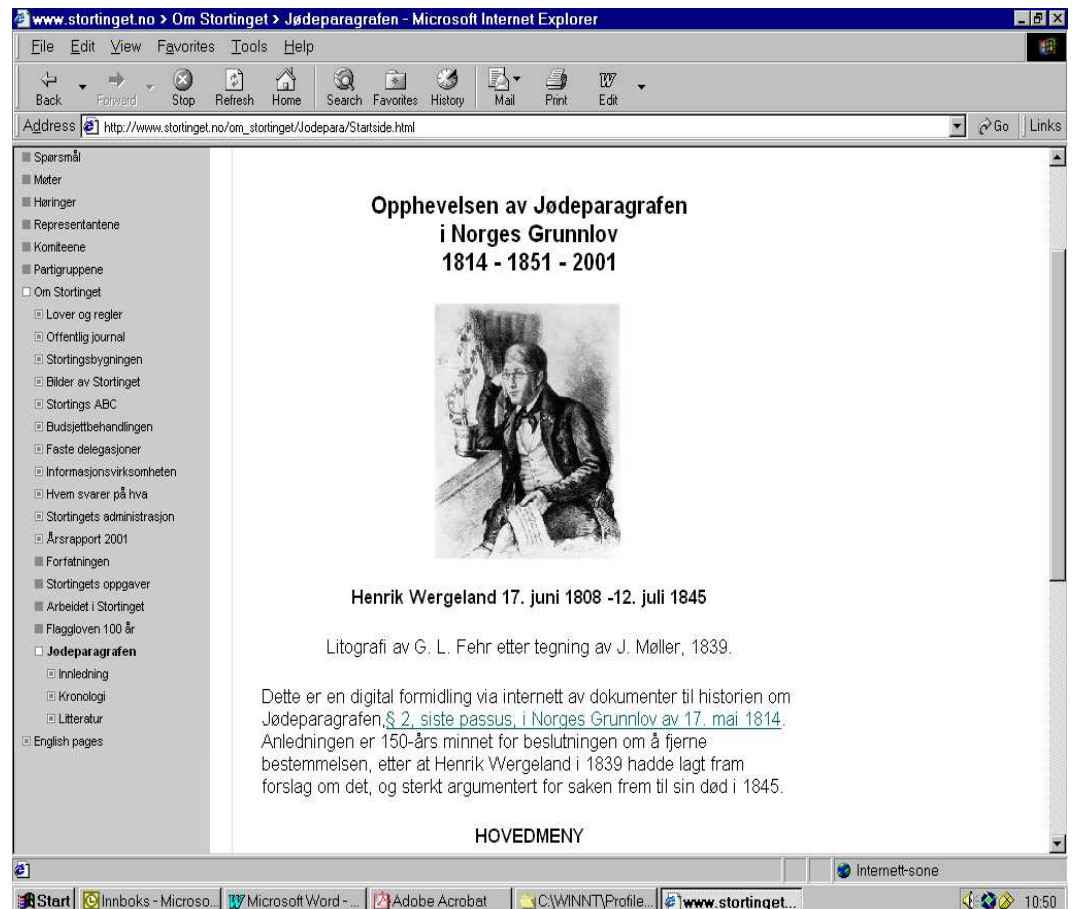 www.stortinget.no > Om Stortinget > Jødeparagrafen - Microsoft Internet Explorer
File Edit View Favorites Tools Help
Back Forward Stop Refresh Home Search Favorites History Mail Print Edit
Address http://www.stortinget.no/om_stortinget/Jodepara/Startside.html Go Links
Spørsmål
Møter
Høringer
Representantene
Komiteene
Partigruppene
Om Stortinget
Lover og regler
Offentlig journal
Stortingsbygningen
Bilder av Stortinget
Stortings ABC
Budsjettbehandlingen
Faste delegasjoner
Informasjonsvirksomheten
Hvem svarer på hva
Stortingets administrasjon
Årsrapport 2001
Forfatningen
Stortingets oppgaver
Arbeidet i Stortinget
Flaggloven 100 år
Jødeparagrafen
Innledning
Kronologi
Litteratur
English pages
Opphevelsen av Jødeparagrafen
i Norges Grunnlov
1814 - 1851 - 2001
Henrik Wergeland 17. juni 1808 -12. juli 1845
Litografi av G. L. Fehr etter tegning av J. Møller, 1839.
Dette er en digital formidling via internett av dokumenter til historien om
Jødeparagrafen,§ 2, siste passus, i Norges Grunnlov av 17. mai 1814.
Anledningen er 150-års minnet for beslutningen om å fjerne
bestemmelsen, etter at Henrik Wergeland i 1839 hadde lagt fram
forslag om det, og sterkt argumentert for saken frem til sin død i 1845.
HOVEDMENY
Internett-sone
Start Innboks - Microso... Microsoft Word - ... Adobe Acrobat C:\WINNT\Profile... www.stortinget... 10:50